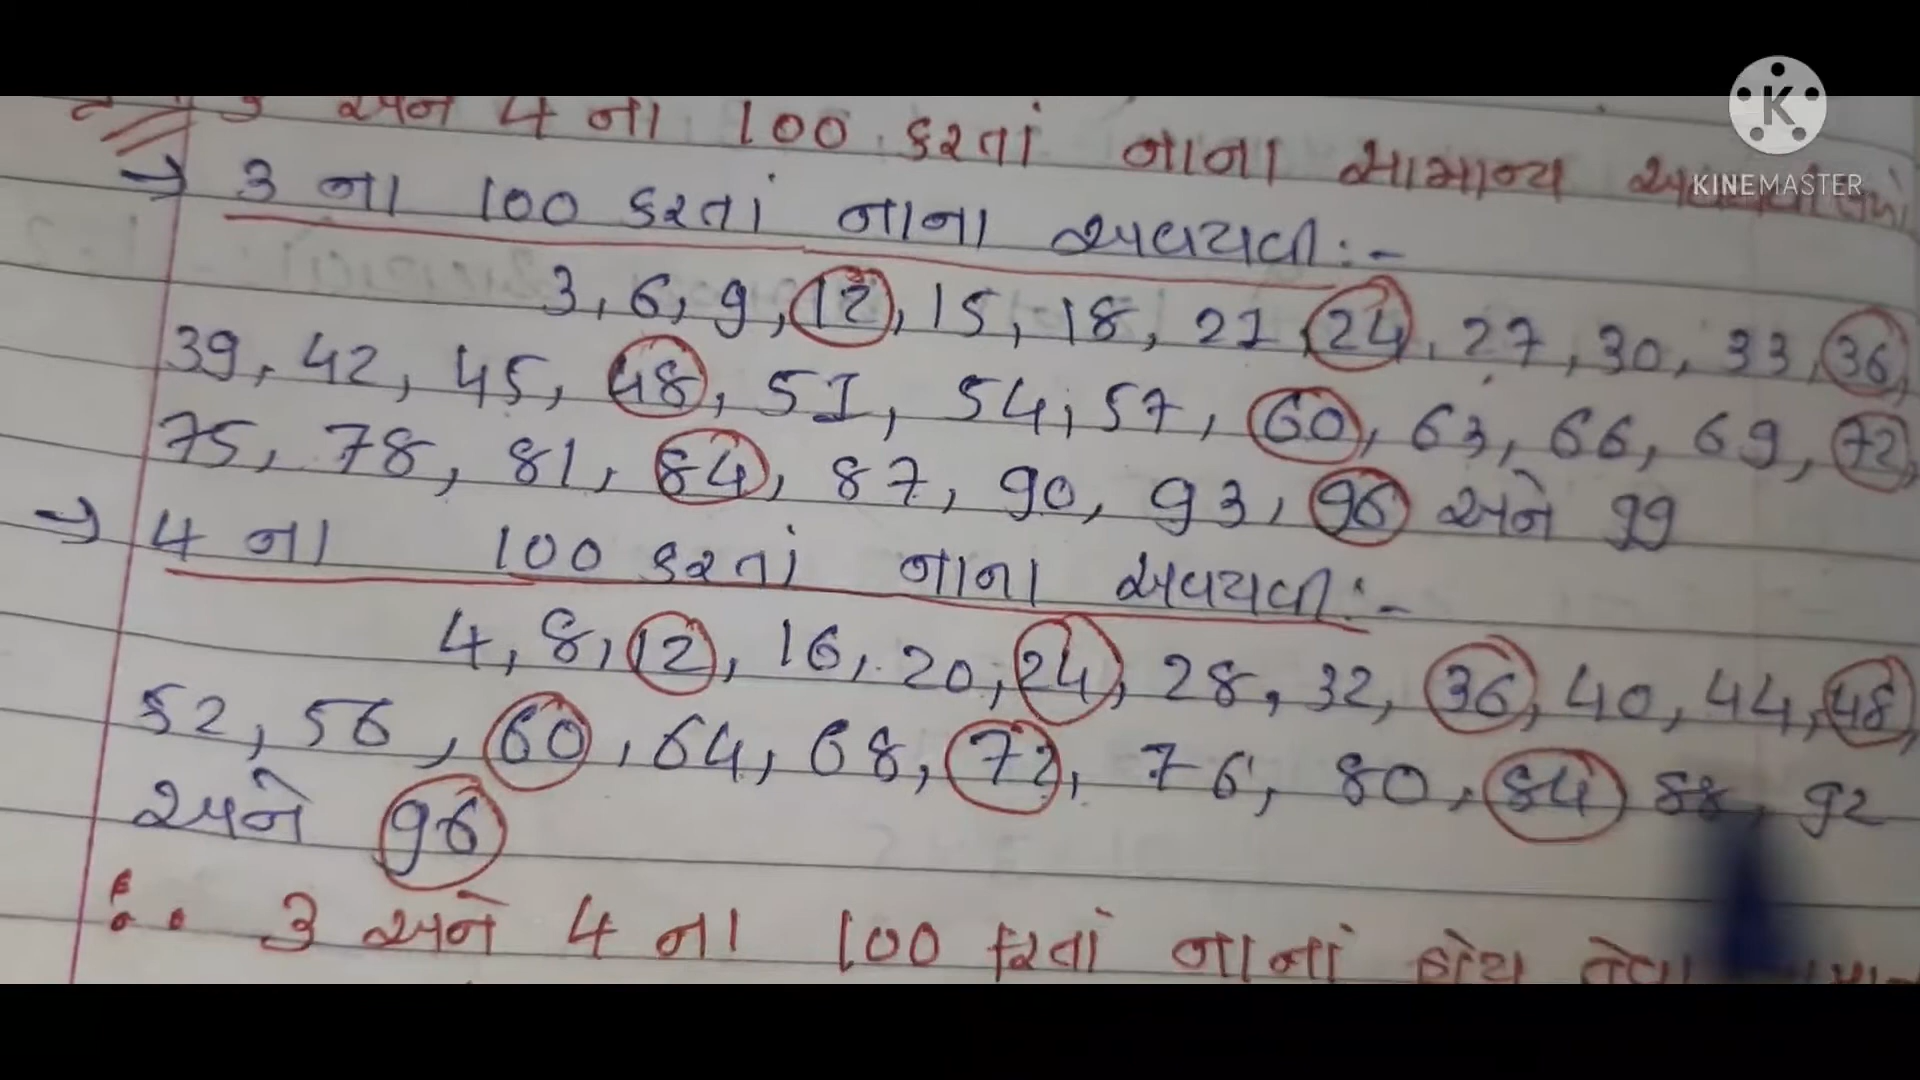 3 અને 4 ના 100 કરતાં નાના સામાન્ય
KINEMASTER
→ 3 ના 100 કરતાં નાના અવયવી :-
3, 6, 9, 12, 15, 18, 21, 24, 27, 30, 33, 36,
39, 42, 45, 48, 51, 54, 57, 60, 63, 66, 69, 72,
75, 78, 81, 84, 87, 90, 93, 96 અને 99
→ 4 ના 100 કરતાં નાના અવયવી :-
4, 8, 12, 16, 20, 24, 28, 32, 36, 40, 44, 48,
52, 56, 60, 64, 68, 72, 76, 80, 84, 88, 92
અને 96
∴ 3 અને 4 ના 100 કરતાં નાનાં હોય તેવા